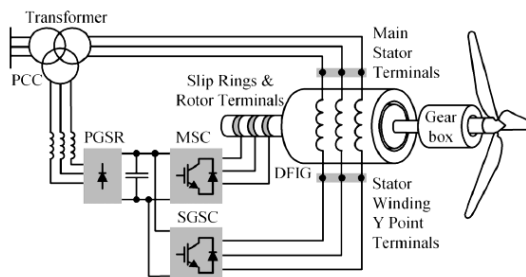 Transformer
PCC
Main
Stator
Terminals
Slip Rings &
Rotor Terminals
Gear
box
PGSR
MSC
DFIG
SGSC
Stator
Winding
Y Point
Terminals